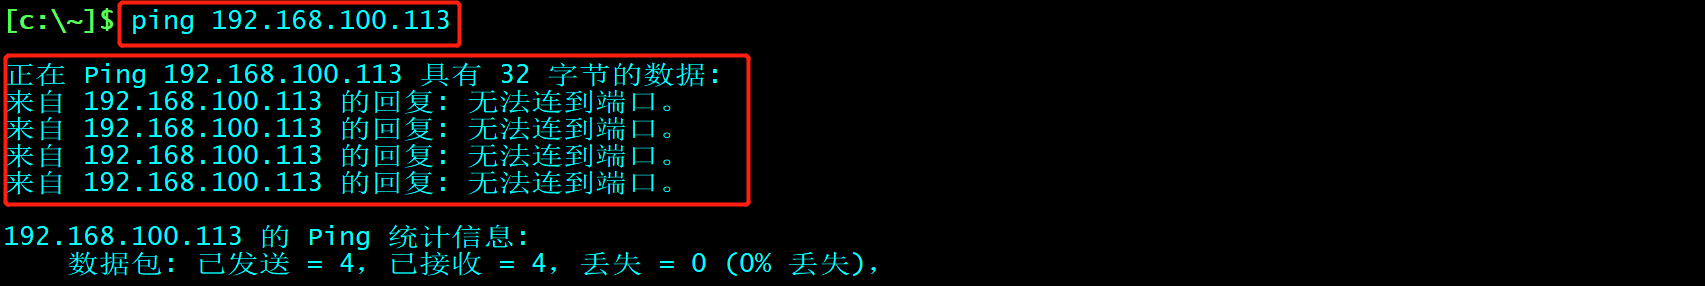 [c:\~]$ ping 192.168.100.113
正在 Ping 192.168.100.113 具有 32 字节的数据:
来自 192.168.100.113 的回复: 无法连到端口。
来自 192.168.100.113 的回复: 无法连到端口。
来自 192.168.100.113 的回复: 无法连到端口。
来自 192.168.100.113 的回复: 无法连到端口。
192.168.100.113 的 Ping 统计信息:
数据包: 已发送 = 4，已接收 = 4，丢失 = 0 (0% 丢失)，